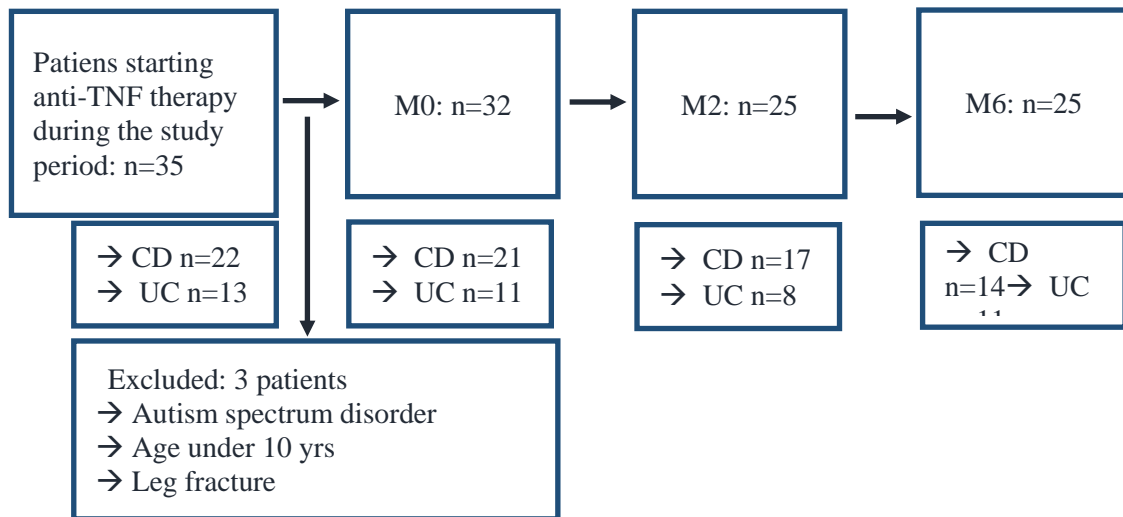 Patiens starting
anti-TNF therapy
during the study
period: n=35
M0: n=32
M2: n=25
M6: n=25
→ CD n=22
→ UC n=13
→ CD n=21
→ UC n=11
→ CD n=17
→ UC n=8
→ CD
n=14→ UC
Excluded: 3 patients
→ Autism spectrum disorder
→ Age under 10 yrs
→ Leg fracture